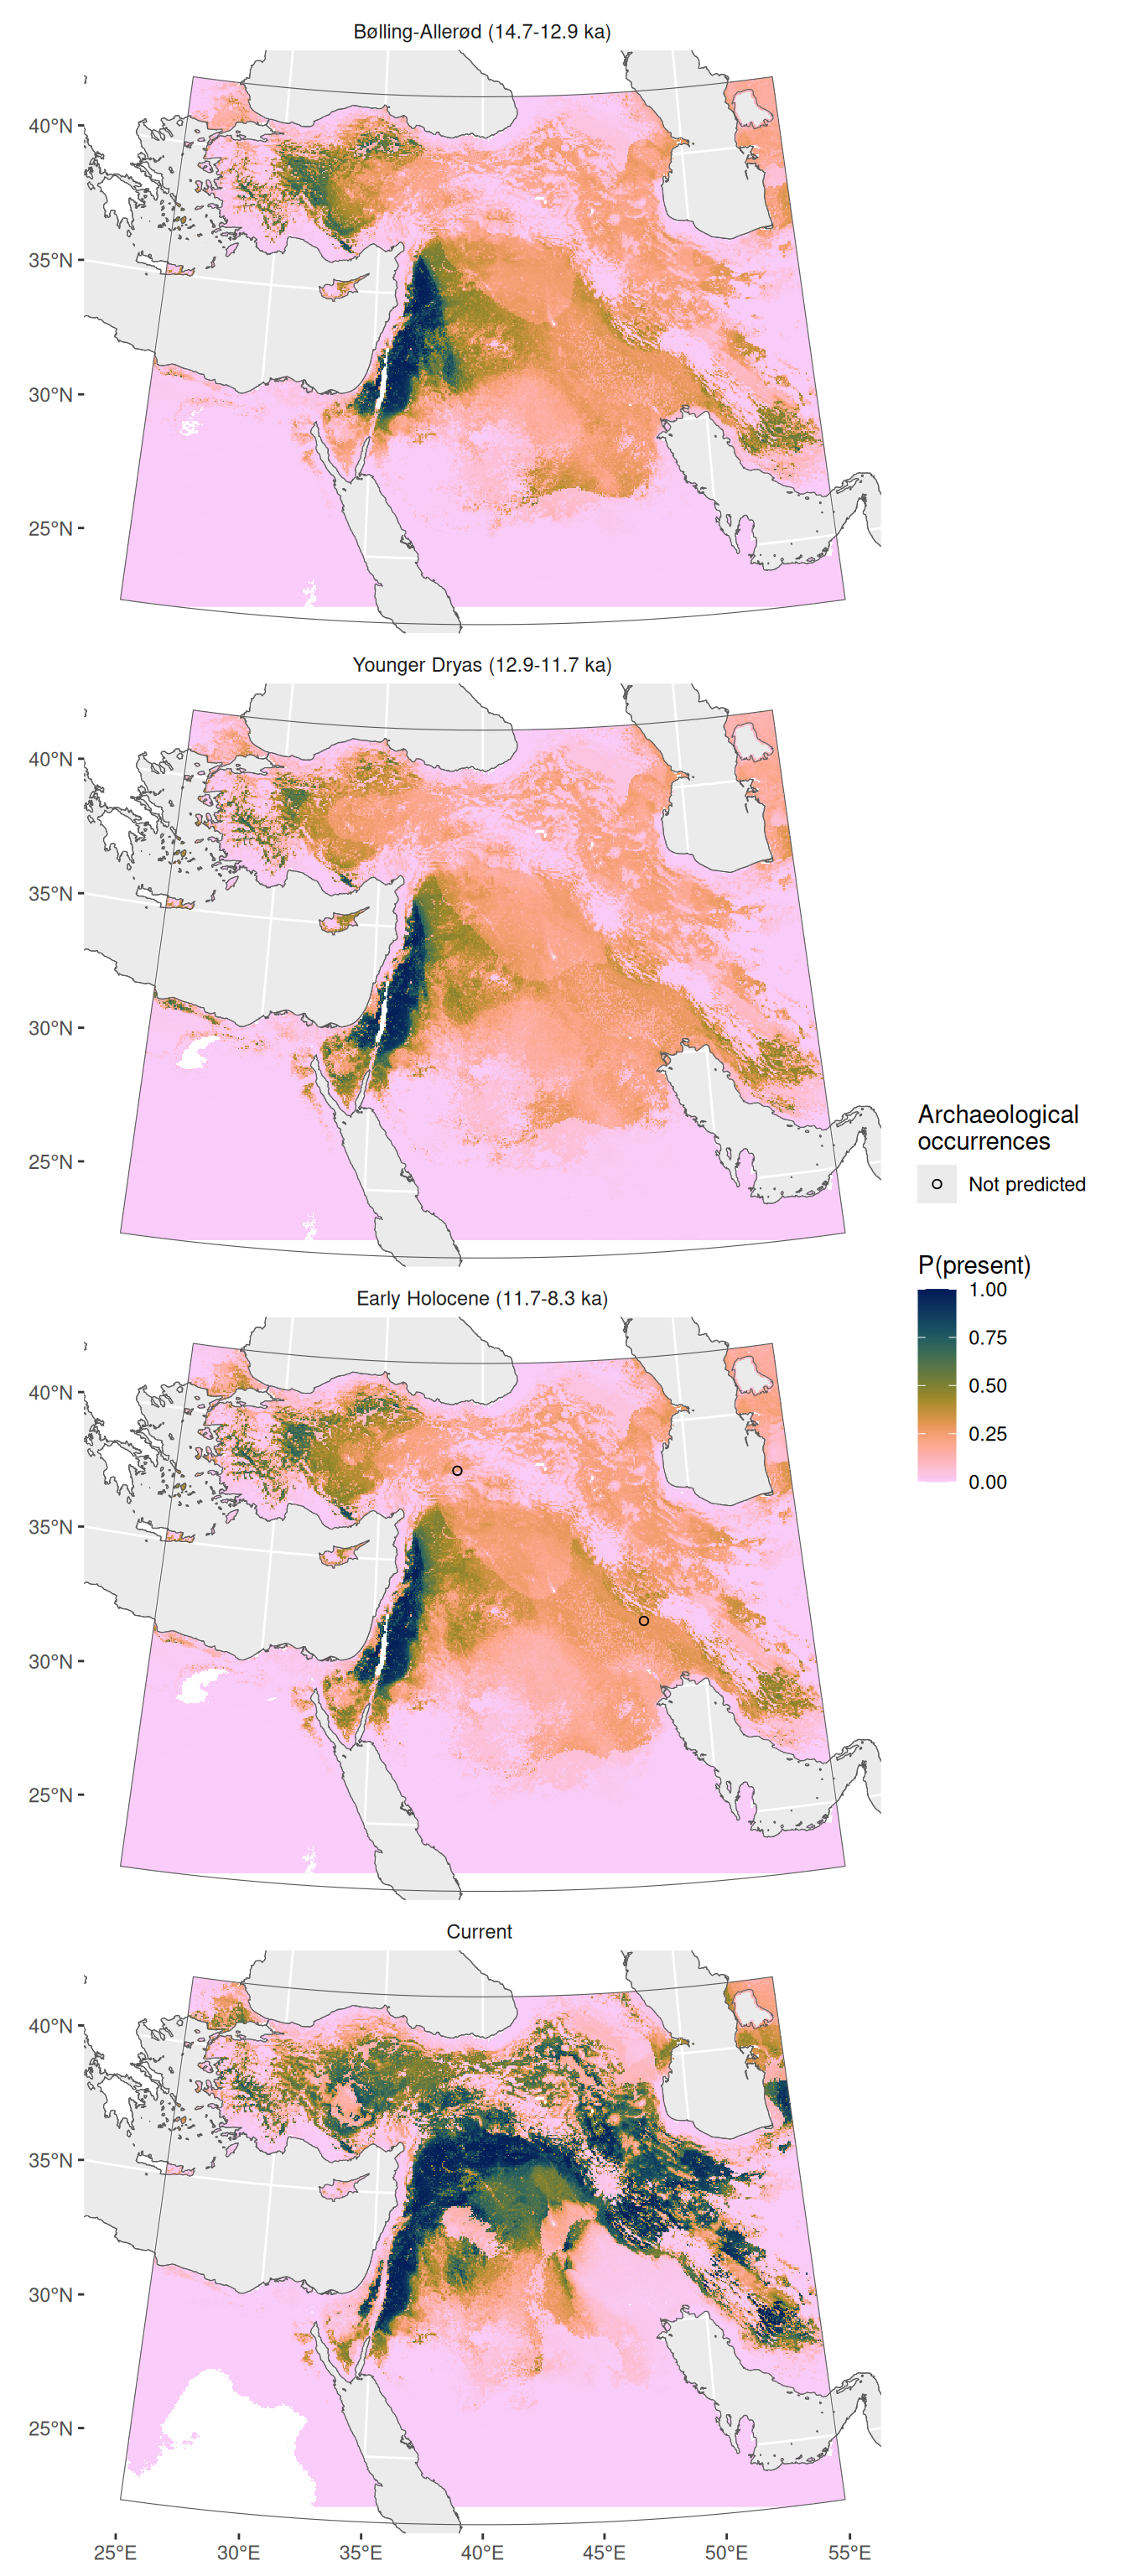 Bølling-Allerød (14.7-12.9 ka)
40°N
35°N
30°N
25°N
Younger Dryas (12.9-11.7 ka)
40°N
35°N
30°N
25°N
Archaeological
occurrences
Not predicted
P(present)
1.00
0.75
0.50
0.25
0.00
Early Holocene (11.7-8.3 ka)
40°N
35°N
30°N
25°N
Current
40°N
35°N
30°N
25°N
25°E 30°E 35°E 40°E 45°E 50°E 55°E